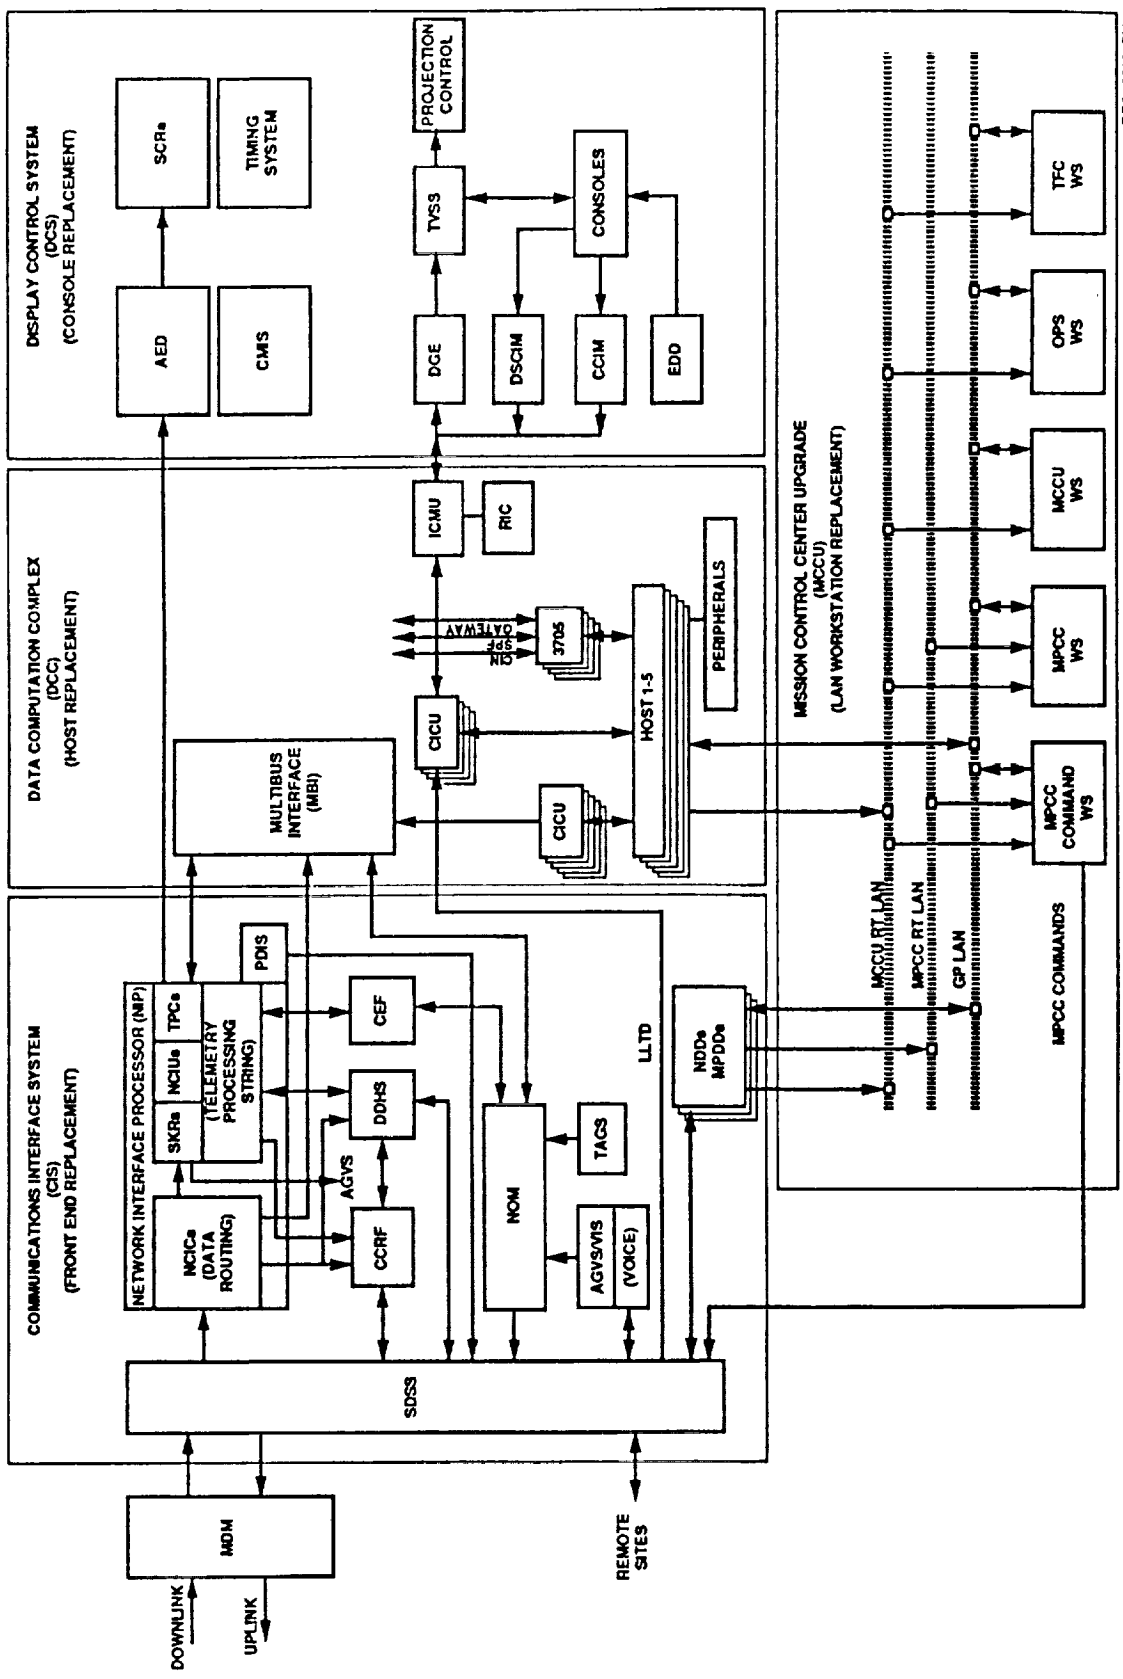 COMMUNICATIONS INTERFACE SYSTEM
(CIS)
(FRONT END REPLACEMENT)
DATA COMPUTATION COMPLEX
(DCC)
(HOST REPLACEMENT)
DISPLAY CONTROL SYSTEM
(DCS)
(CONSOLE REPLACEMENT)
DOWNLINK
UPLINK
MDM
REMOTE
SITES
SDSS
NETWORK INTERFACE PROCESSOR (NIP)
NCICs
(DATA
ROUTING)
SKRs
NCIUs
TPCs
(TELEMETRY
PROCESSING
STRING)
PDIS
AGVS
CCRF
DDHS
CEF
NOM
AGVS/VIS
(VOICE)
TAGS
LLTD
NDDs
MPDDs
MULTIBUS
INTERFACE
(MBI)
CICU
CICU
GIN
SPF
GATEWAY
3705
HOST 1-5
PERIPHERALS
ICMU
RIC
AED
SCRs
CMIS
TIMING
SYSTEM
DGE
TVSS
PROJECTION
CONTROL
DSCIM
CCIM
CONSOLES
EDD
MISSION CONTROL CENTER UPGRADE
(MCCU)
(LAN WORKSTATION REPLACEMENT)
MCCU RT LAN
MPCC RT LAN
GP LAN
MPCC COMMANDS
MPCC
COMMAND
WS
MPCC
WS
MCCU
WS
OPS
WS
TFC
WS